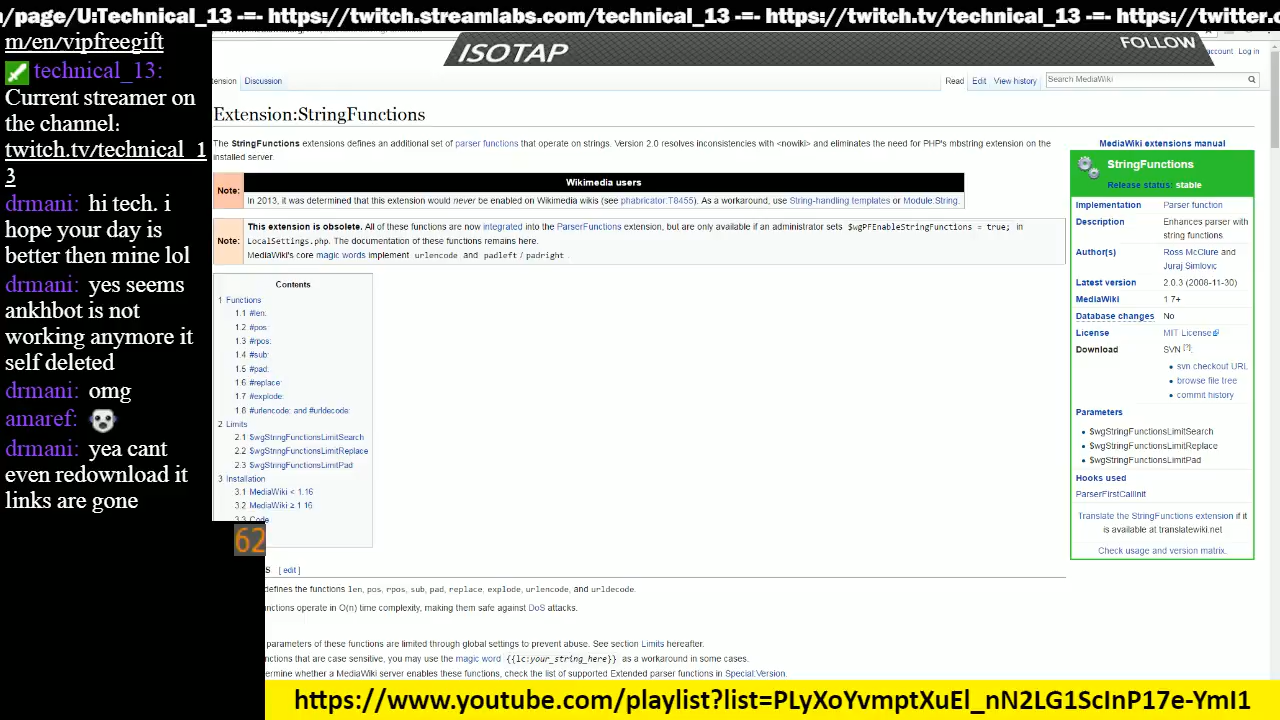 /page/U:Technical_13 -=- https://twitch.streamlabs.com/technical_13 -=- https://twitch.tv/technical_13 -=- https://twitter.c
m/en/vipfreegift
technical_13:
Current streamer on
the channel:
twitch.tv/technical_1
3
drmani: hi tech. i
hope your day is
better then mine lol
drmani: yes seems
ankhbot is not
working anymore it
self deleted
drmani: omg
amaref:
drmani: yea cant
even redownload it
links are gone
62
ISOTAP
FOLLOW
account Log in
ension Discussion
Read Edit View history
Search MediaWiki
Extension:StringFunctions
The StringFunctions extensions defines an additional set of parser functions that operate on strings. Version 2.0 resolves inconsistencies with <nowiki> and eliminates the need for PHP's mbstring extension on the
installed server.
Note:
Wikimedia users
In 2013, it was determined that this extension would never be enabled on Wikimedia wikis (see phabricator:T8455). As a workaround, use String-handling templates or Module:String.
Note:
This extension is obsolete. All of these functions are now integrated into the ParserFunctions extension, but are only available if an administrator sets $wgPFEnableStringFunctions = true; in
LocalSettings.php. The documentation of these functions remains here.
MediaWiki's core magic words implement urlencode and padleft / padright .
Contents
1 Functions
1.1 #len:
1.2 #pos:
1.3 #rpos:
1.4 #sub:
1.5 #pad:
1.6 #replace:
1.7 #explode:
1.8 #urlencode: and #urldecode:
2 Limits
2.1 $wgStringFunctionsLimitSearch
2.2 $wgStringFunctionsLimitReplace
2.3 $wgStringFunctionsLimitPad
3 Installation
3.1 MediaWiki < 1.16
3.2 MediaWiki ≥ 1.16
3.3 Code
s [ edit ]
defines the functions len, pos, rpos, sub, pad, replace, explode, urlencode, and urldecode.
unctions operate in O(n) time complexity, making them safe against DoS attacks.
parameters of these functions are limited through global settings to prevent abuse. See section Limits hereafter.
nctions that are case sensitive, you may use the magic word {{lc:your_string_here}} as a workaround in some cases.
termine whether a MediaWiki server enables these functions, check the list of supported Extended parser functions in Special:Version.
MediaWiki extensions manual
StringFunctions
Release status: stable
Implementation Parser function
Description Enhances parser with
string functions
Author(s) Ross McClure and
Juraj Simlovic
Latest version 2.0.3 (2008-11-30)
MediaWiki 1.7+
Database changes No
License MIT License
Download SVN [?]:
svn checkout URL
browse file tree
commit history
Parameters
$wgStringFunctionsLimitSearch
$wgStringFunctionsLimitReplace
$wgStringFunctionsLimitPad
Hooks used
ParserFirstCallInit
Translate the StringFunctions extension if it
is available at translatewiki.net
Check usage and version matrix.
https://www.youtube.com/playlist?list=PLyXoYvmptXuEl_nN2LG1ScInP17e-YmI1